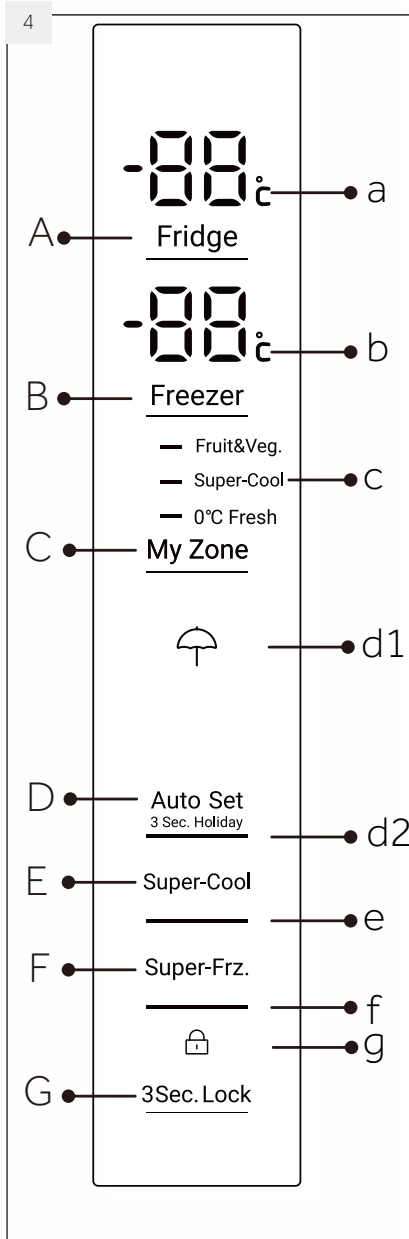 4
-88°c a
A Fridge
-88°c b
B Freezer
Fruit&Veg.
Super-Cool c
0°C Fresh
C My Zone
d1
D Auto Set
3 Sec. Holiday
d2
E Super-Cool
e
F Super-Frz.
f
g
G 3Sec. Lock